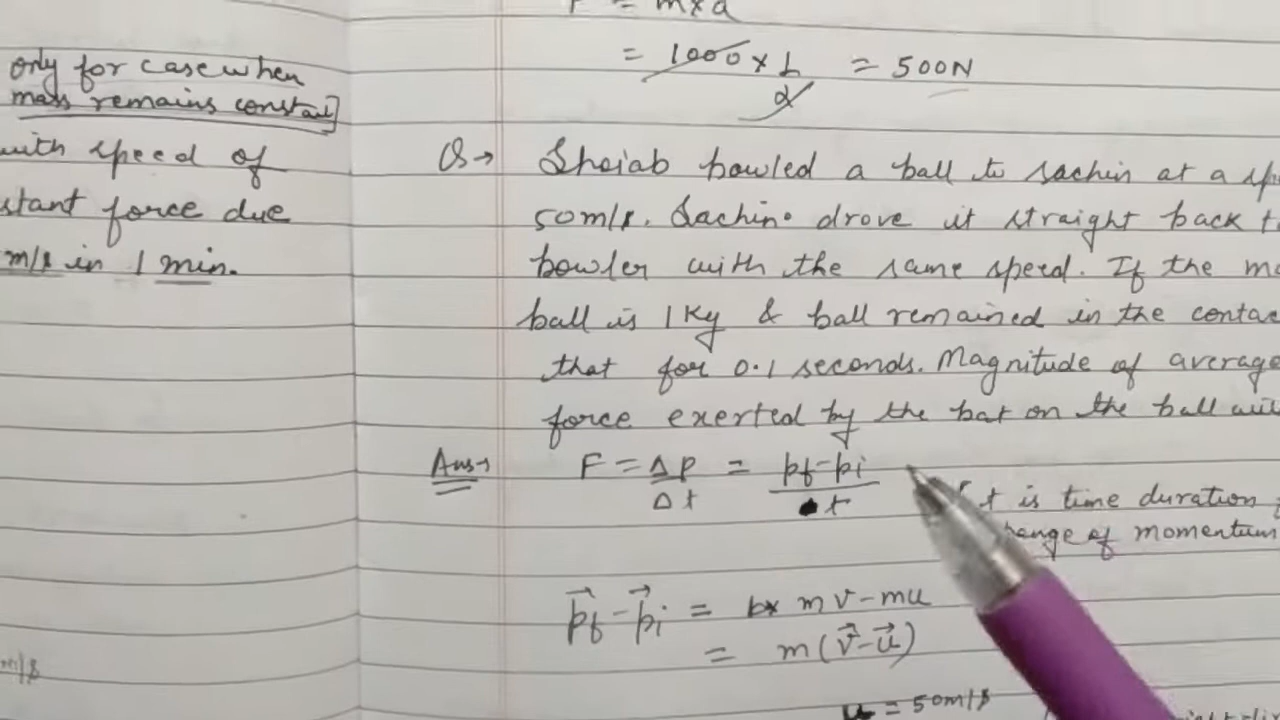 F = m×a
= 1000 × 1 / 2 = 500N
only for case when
mass remains constant]
with speed of
stant force due
m/s in 1 min.
Q→ Shoiab bowled a ball to sachin at a sp
50m/s. Sachin drove it straight back t
bowler with the same speed. If the ma
ball is 1 Kg & ball remained in the contac
that for 0.1 seconds. Magnitude of average
force exerted by the bat on the ball will
Ans→ F = Δp/Δt = pf-pi/t
t is time duration
hange of momentum
p⃗f - p⃗i = mv-mu
= m(v⃗-u⃗)
u = 50m/s
m/s